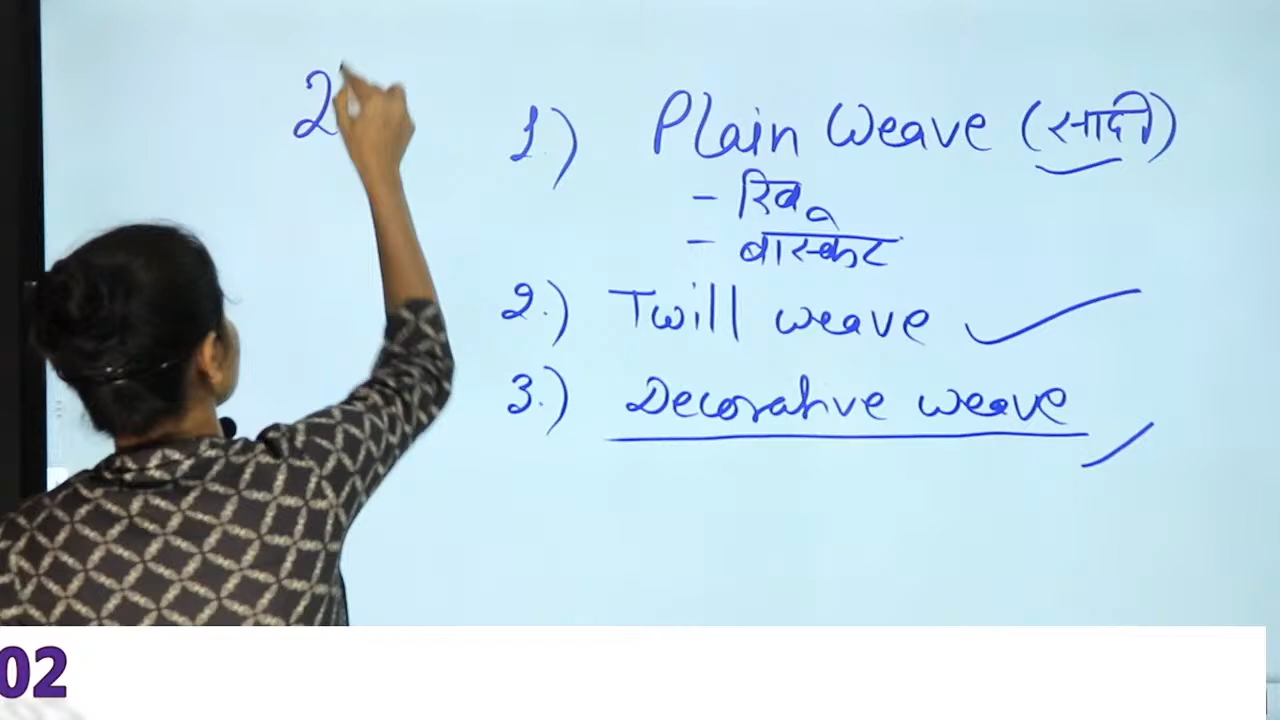 2
1) Plain Weave (सादी)
- रिब
- बास्केट
2.) Twill weave
3.) Decorative weave
02